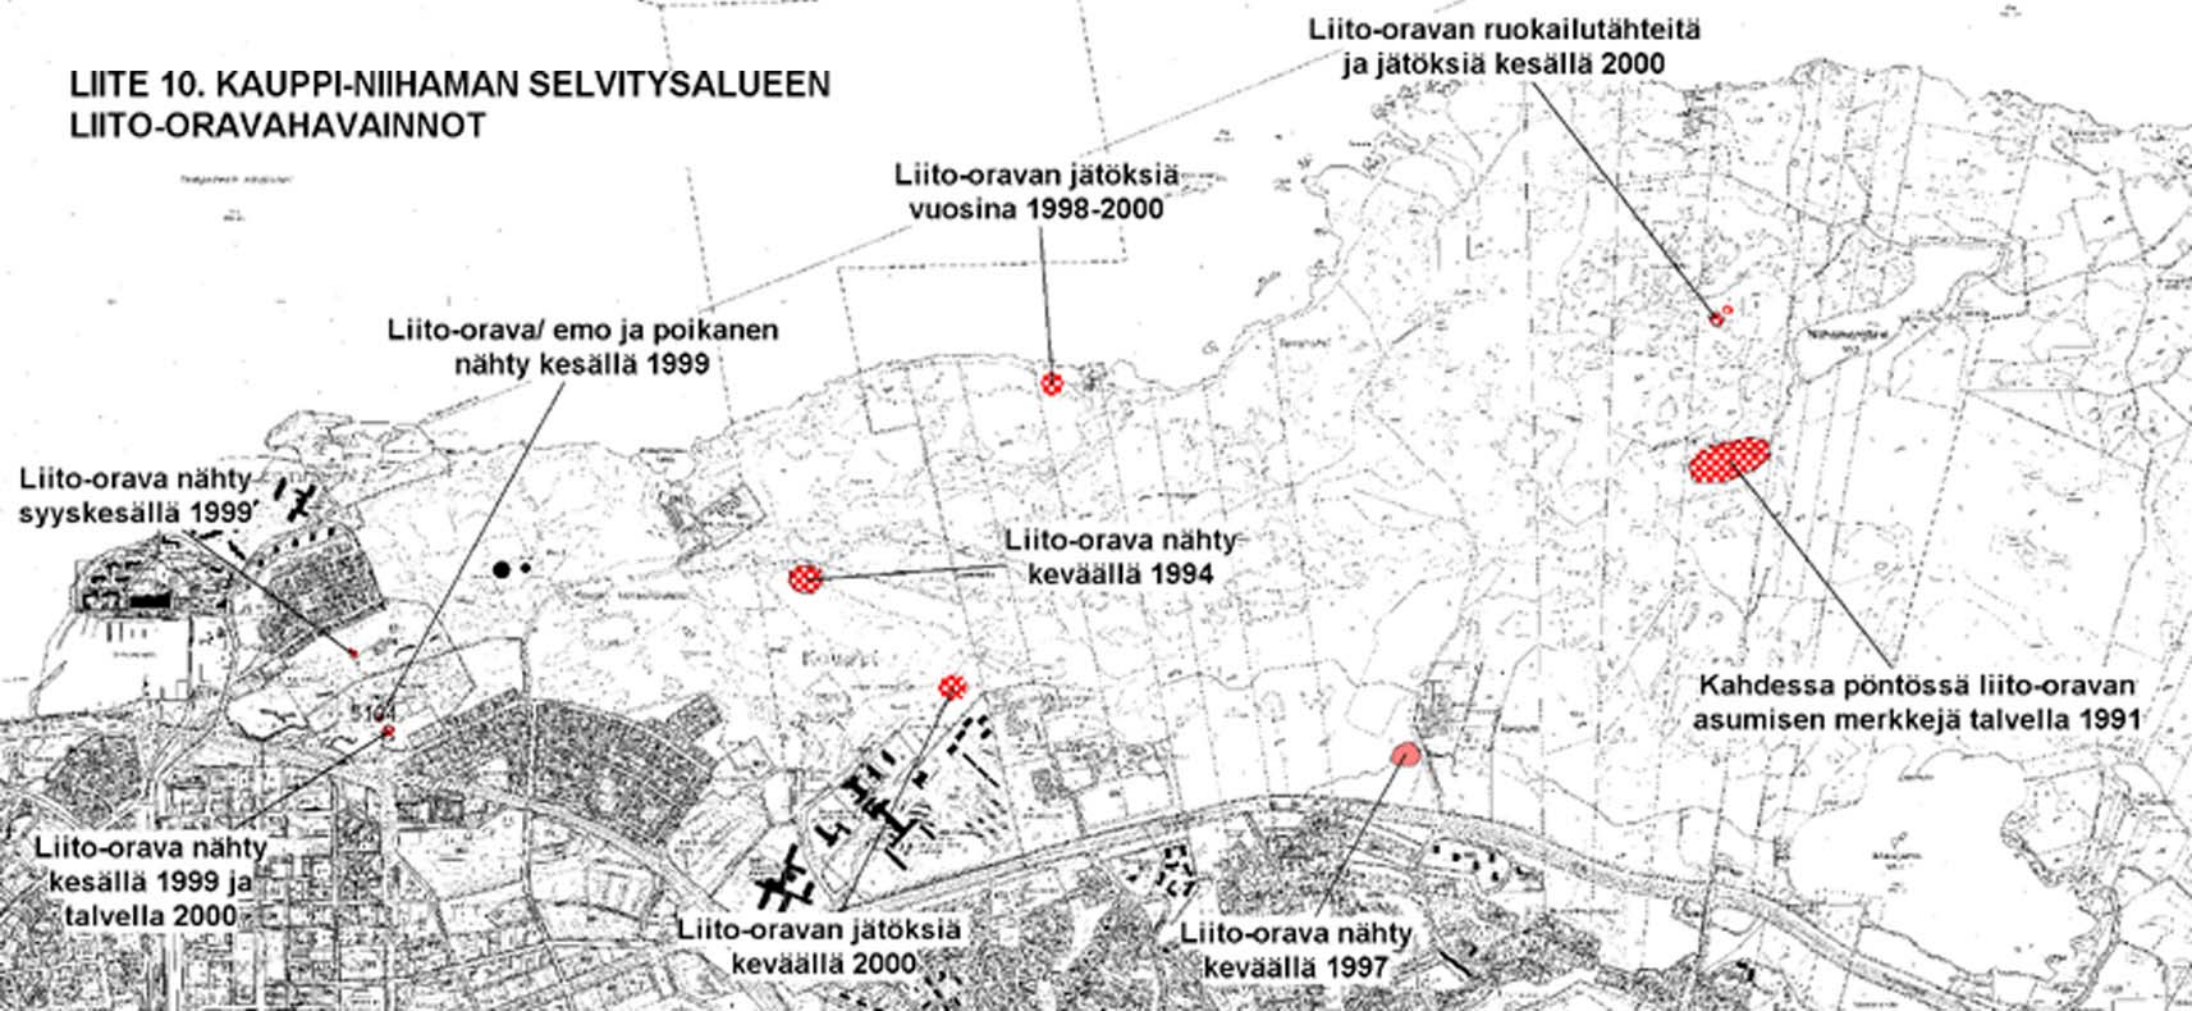 LIITE 10. KAUPPI-NIIHAMAN SELVITYSALUEEN
LIITO-ORAVAHAVAINNOT
Liito-oravan ruokailutähteitä
ja jätöksiä kesällä 2000
Liito-oravan jätöksiä
vuosina 1998-2000
Liito-orava/ emo ja poikanen
nähty kesällä 1999
Liito-orava nähty
syyskesällä 1999
Liito-orava nähty
keväällä 1994
Kauppi
Kahdessa pöntössä liito-oravan
asumisen merkkejä talvella 1991
Liito-orava nähty
kesällä 1999 ja
talvella 2000
Liito-oravan jätöksiä
keväällä 2000
Liito-orava nähty
keväällä 1997